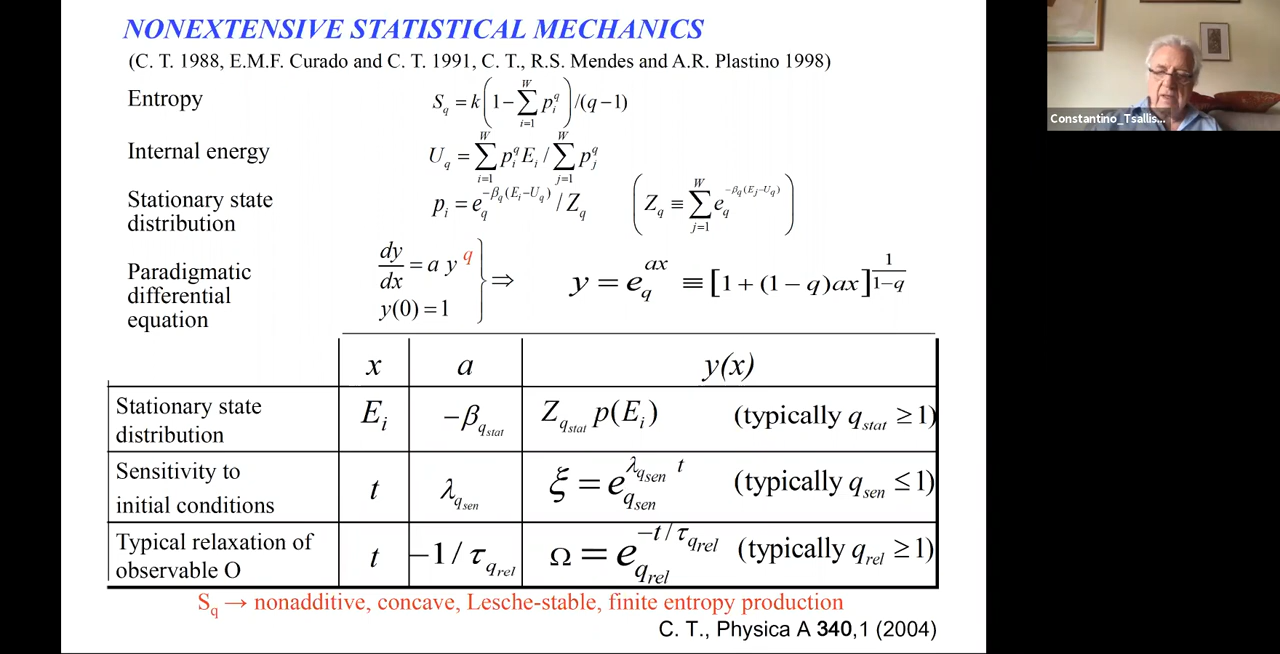 NONEXTENSIVE STATISTICAL MECHANICS
(C. T. 1988, E.M.F. Curado and C. T. 1991, C. T., R.S. Mendes and A.R. Plastino 1998)
Entropy S_q = k(1−∑_{i=1}^{W} p_i^q)/(q−1)
Internal energy U_q = ∑_{i=1}^{W} p_i^q E_i / ∑_{j=1}^{W} p_j^q
Stationary state
distribution p_i = e_q^{−β_q(E_i−U_q)} / Z_q (Z_q ≡ ∑_{j=1}^{W} e_q^{−β_q(E_j−U_q)})
Paradigmatic
differential
equation
dy/dx = a y^q
y(0) = 1
} ⇒ y = e_q^{ax} ≡ [1 + (1 − q)ax]^{1/(1−q)}
x a y(x)
Stationary state
distribution
E_i −β_{q_stat} Z_{q_stat} p(E_i) (typically q_stat ≥ 1)
Sensitivity to
initial conditions
t λ_{q_sen} ξ = e_{q_sen}^{λ_{q_sen} t} (typically q_sen ≤ 1)
Typical relaxation of
observable O
t −1/τ_{q_rel} Ω = e_{q_rel}^{−t/τ_{q_rel}} (typically q_rel ≥ 1)
S_q → nonadditive, concave, Lesche-stable, finite entropy production
C. T., Physica A 340,1 (2004)
Constantino_Tsallis...